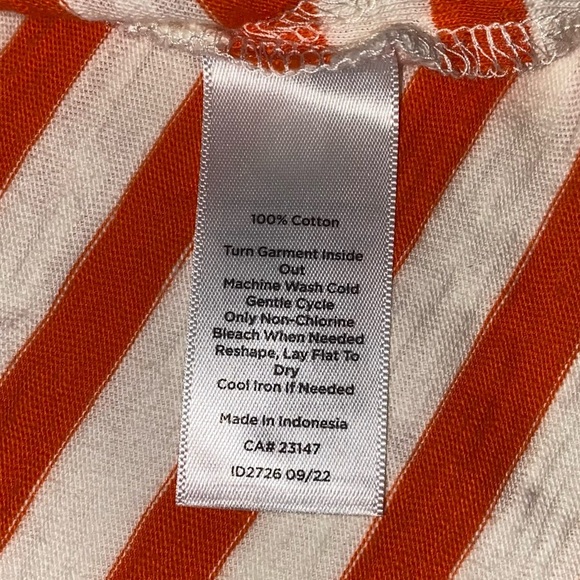 100% Cotton
Turn Garment Inside
Out
Machine Wash Cold
Gentle Cycle
Only Non-Chlorine
Bleach When Needed
Reshape, Lay Flat To
Dry
Cool Iron If Needed
Made in Indonesia
CA# 23147
ID2726 09/22